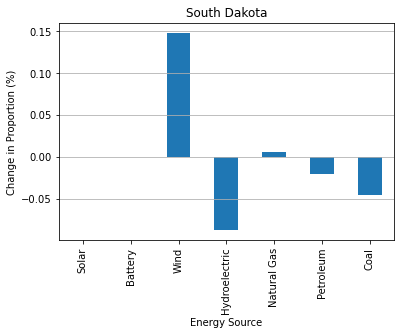 South Dakota
Change in Proportion (%)
0.15
0.10
0.05
0.00
−0.05
Solar
Battery
Wind
Hydroelectric
Natural Gas
Petroleum
Coal
Energy Source